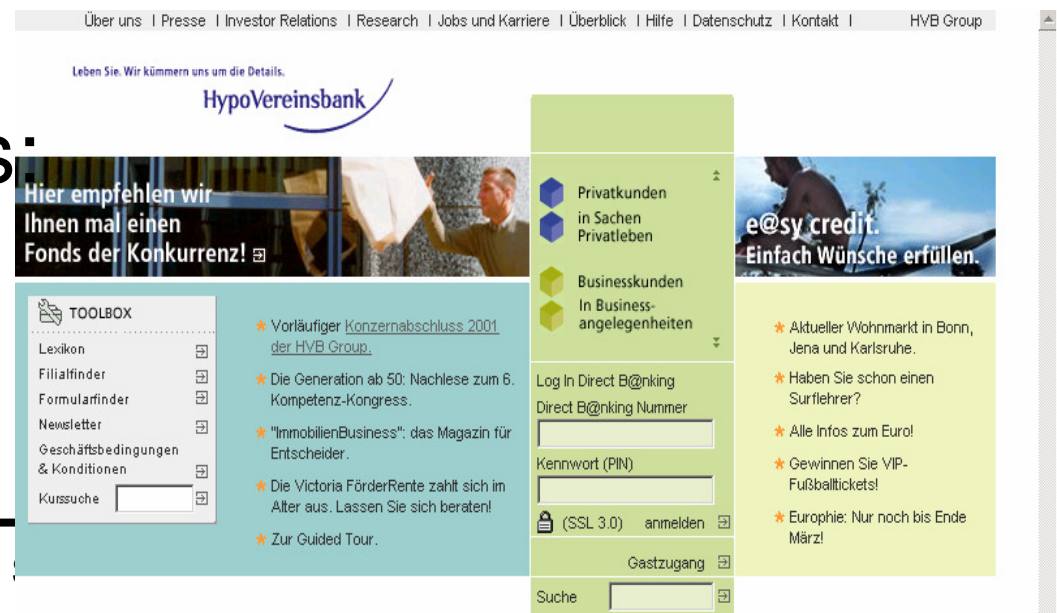 Über uns | Presse | Investor Relations | Research | Jobs und Karriere | Überblick | Hilfe | Datenschutz | Kontakt | HVB Group
Leben Sie. Wir kümmern uns um die Details.
HypoVereinsbank
Hier empfehlen wir
Ihnen mal einen
Fonds der Konkurrenz!
Privatkunden
in Sachen
Privatleben
Businesskunden
In Business-
angelegenheiten
e@sy credit.
Einfach Wünsche erfüllen.
TOOLBOX
Lexikon
Filialfinder
Formularfinder
Newsletter
Geschäftsbedingungen
& Konditionen
Kurssuche
* Vorläufiger Konzernabschluss 2001
der HVB Group.
* Die Generation ab 50: Nachlese zum 6.
Kompetenz-Kongress.
* "ImmobilienBusiness": das Magazin für
Entscheider.
* Die Victoria FörderRente zahlt sich im
Alter aus. Lassen Sie sich beraten!
* Zur Guided Tour.
Log In Direct B@nking
Direct B@nking Nummer
Kennwort (PIN)
(SSL 3.0) anmelden
Gastzugang
Suche
* Aktueller Wohnmarkt in Bonn,
Jena und Karlsruhe.
* Haben Sie schon einen
Surflehrer?
* Alle Infos zum Euro!
* Gewinnen Sie VIP-
Fußballtickets!
* Europhie: Nur noch bis Ende
März!